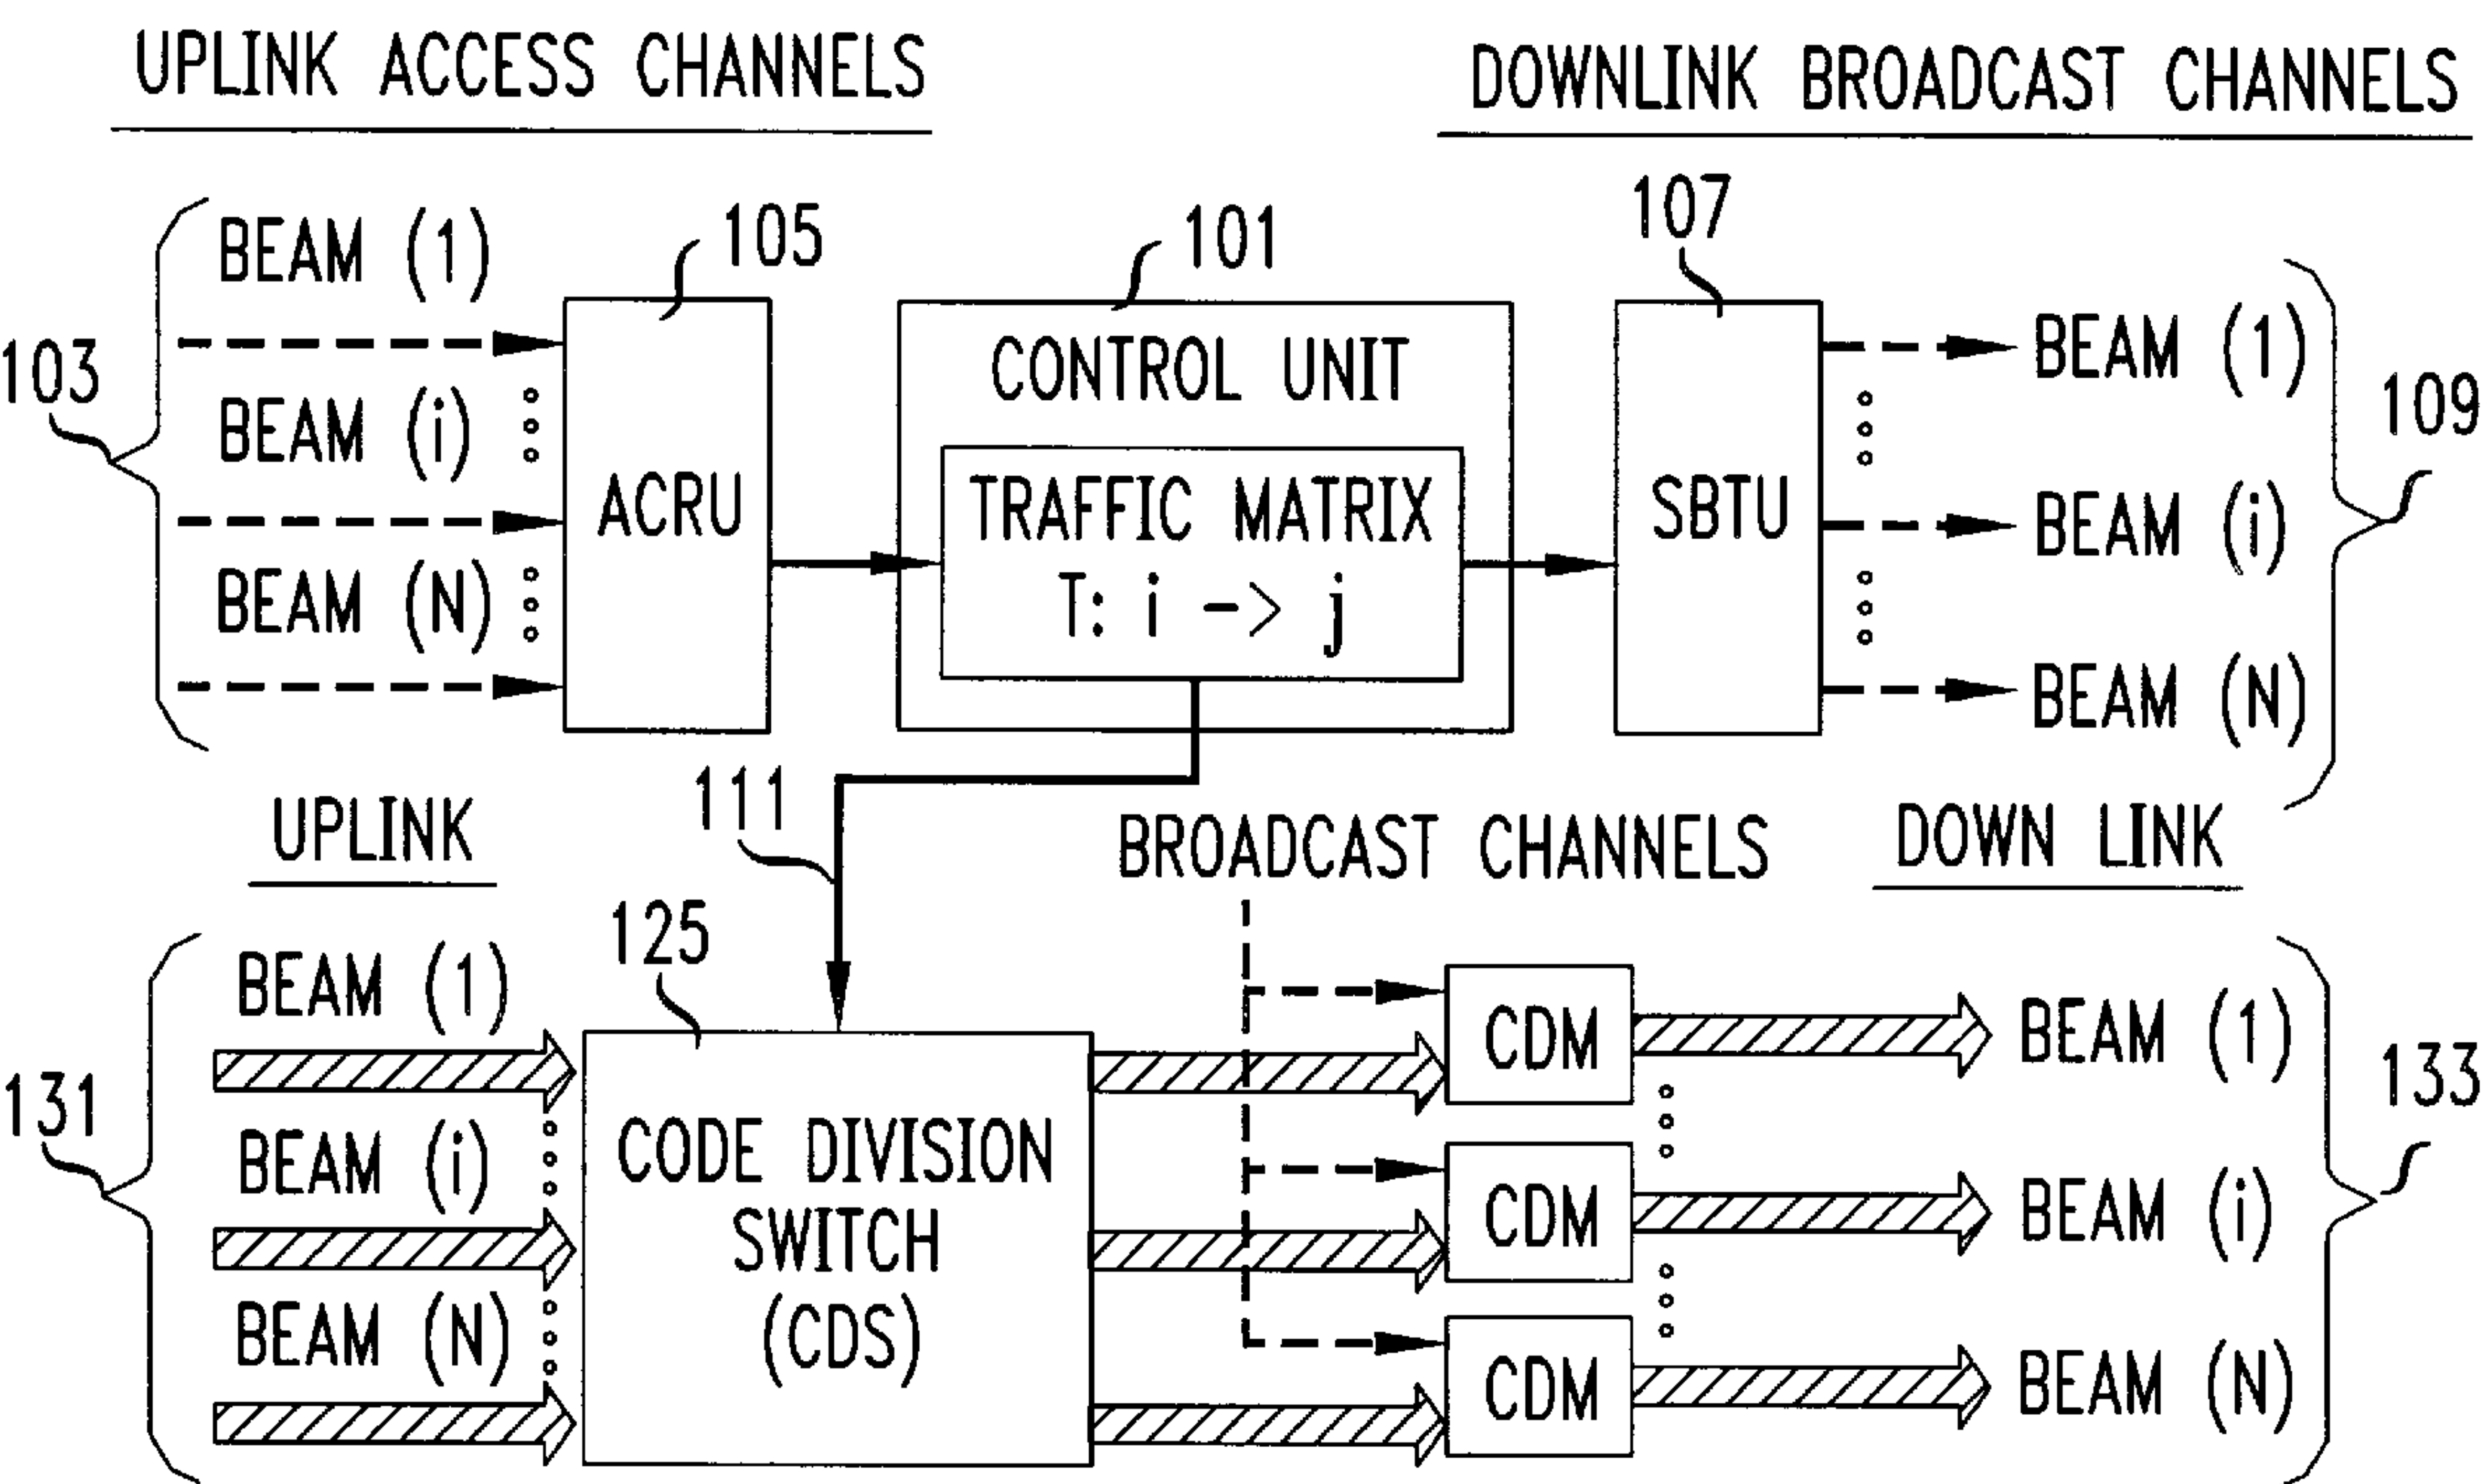 UPLINK ACCESS CHANNELS
DOWNLINK BROADCAST CHANNELS
103
BEAM (1)
BEAM (i)
BEAM (N)
105
ACRU
101
CONTROL UNIT
TRAFFIC MATRIX
T: i -> j
107
SBTU
BEAM (1)
BEAM (i)
BEAM (N)
109
111
UPLINK
BROADCAST CHANNELS
DOWN LINK
131
BEAM (1)
BEAM (i)
BEAM (N)
125
CODE DIVISION
SWITCH
(CDS)
CDM
CDM
CDM
BEAM (1)
BEAM (i)
BEAM (N)
133